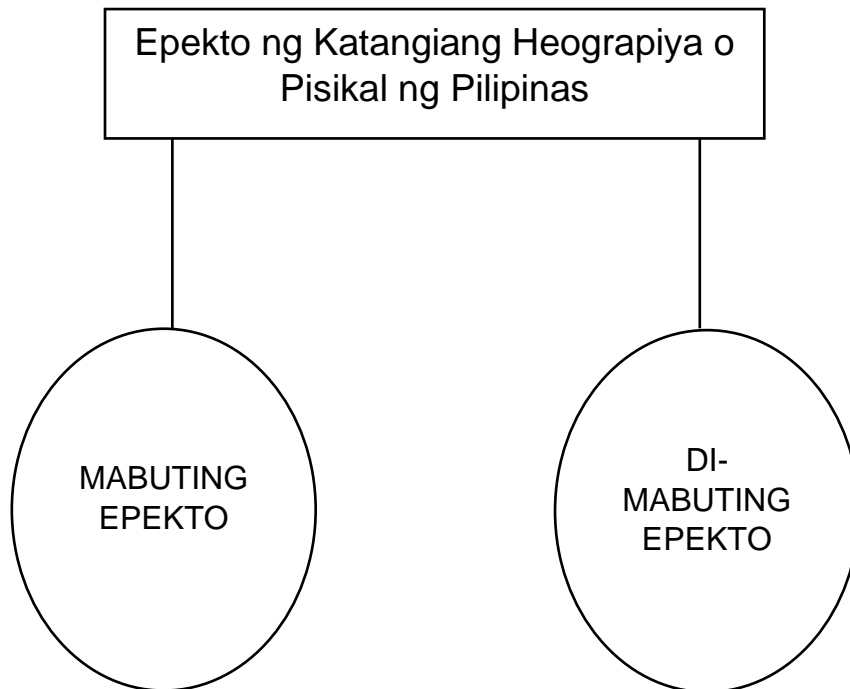 Epekto ng Katangiang Heograpiya o
Pisikal ng Pilipinas
MABUTING
EPEKTO
DI-
MABUTING
EPEKTO